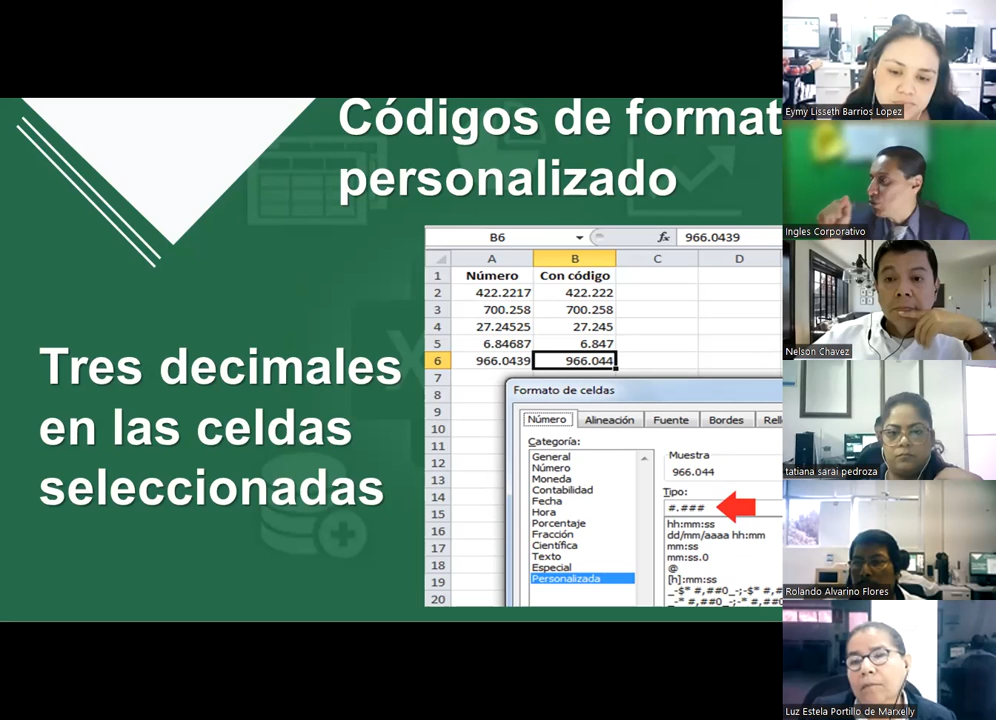 Códigos de format
personalizado
Tres decimales
en las celdas
seleccionadas
B6 fx 966.0439
A B C D
1 Número Con código
2 422.2217 422.222
3 700.258 700.258
4 27.24525 27.245
5 6.84687 6.847
6 966.0439 966.044
7
8
9
10
11
12
13
14
15
16
17
18
19
20
Formato de celdas
Número Alineación Fuente Bordes Rell
Categoría:
General
Número
Moneda
Contabilidad
Fecha
Hora
Porcentaje
Fracción
Científica
Texto
Especial
Personalizada
Muestra
966.044
Tipo:
#.###
hh:mm:ss
dd/mm/aaaa hh:mm
mm:ss
mm:ss.0
@
[h]:mm:ss
_-$* #,##0_-;-$* #,#
_-* #,##0_-;-* #,##0
Eymy Lisseth Barrios Lopez
Ingles Corporativo
Nelson Chavez
tatiana sarai pedroza
Rolando Alvarino Flores
Luz Estela Portillo de Marxelly